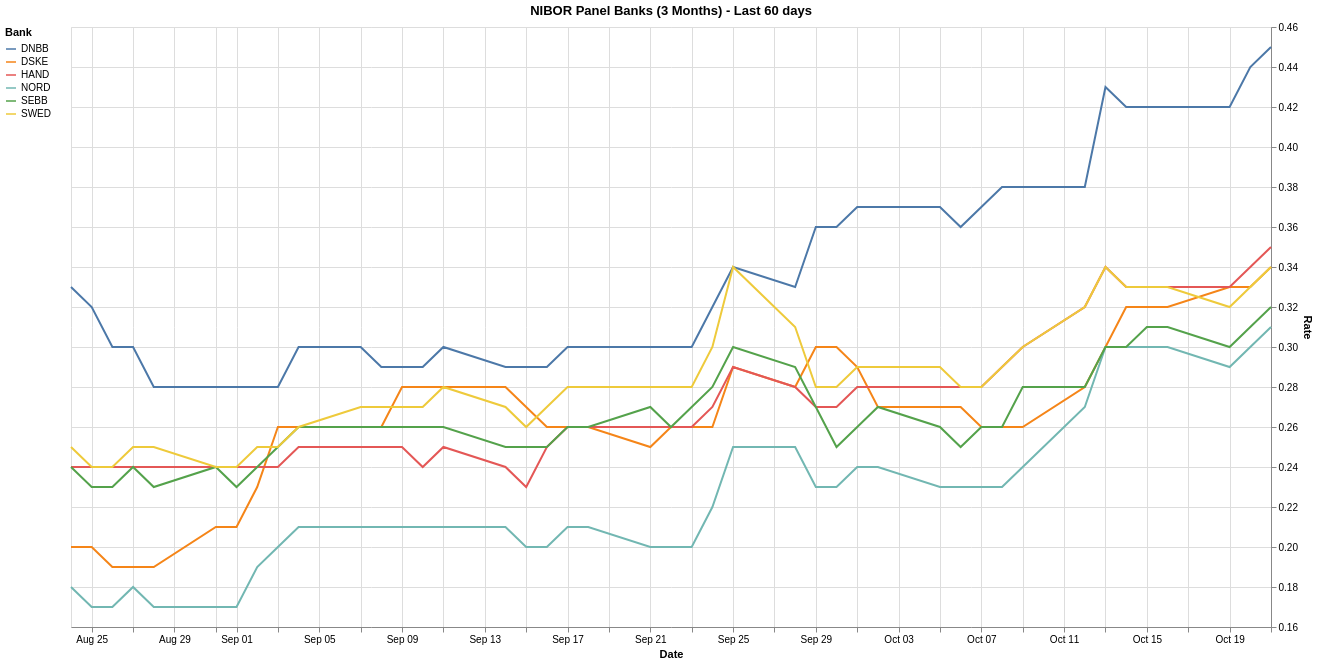 NIBOR Panel Banks (3 Months) - Last 60 days
Bank
DNBB
DSKE
HAND
NORD
SEBB
SWED
0.46
0.44
0.42
0.40
0.38
0.36
0.34
0.32
0.30
0.28
0.26
0.24
0.22
0.20
0.18
0.16
Rate
Aug 25 Aug 29 Sep 01 Sep 05 Sep 09 Sep 13 Sep 17 Sep 21 Sep 25 Sep 29 Oct 03 Oct 07 Oct 11 Oct 15 Oct 19
Date